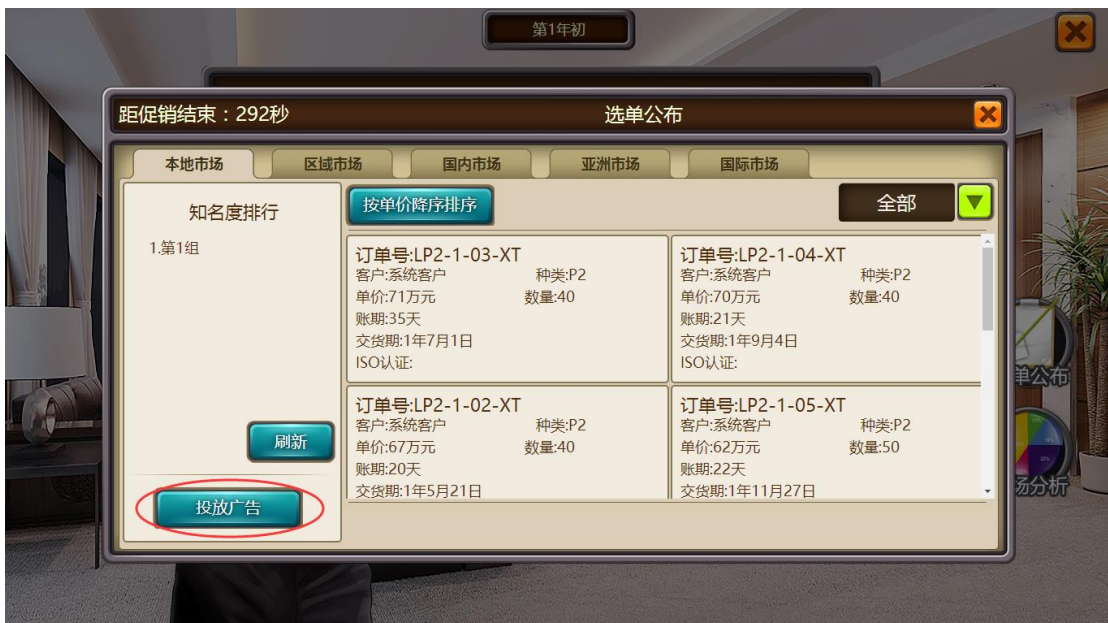 第1年初
距促销结束：292秒
选单公布
本地市场
区域市场
国内市场
亚洲市场
国际市场
知名度排行
1.第1组
刷新
投放广告
按单价降序排序
全部
订单号:LP2-1-03-XT
客户:系统客户 种类:P2
单价:71万元 数量:40
账期:35天
交货期:1年7月1日
ISO认证:
订单号:LP2-1-04-XT
客户:系统客户 种类:P2
单价:70万元 数量:40
账期:21天
交货期:1年9月4日
ISO认证:
订单号:LP2-1-02-XT
客户:系统客户 种类:P2
单价:67万元 数量:40
账期:20天
交货期:1年5月21日
订单号:LP2-1-05-XT
客户:系统客户 种类:P2
单价:62万元 数量:50
账期:22天
交货期:1年11月27日
单公布
场分析